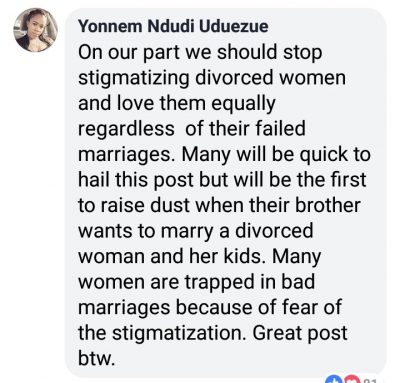 Yonnem Ndudi Uduezue
On our part we should stop
stigmatizing divorced women
and love them equally
regardless of their failed
marriages. Many will be quick to
hail this post but will be the first
to raise dust when their brother
wants to marry a divorced
woman and her kids. Many
women are trapped in bad
marriages because of fear of
the stigmatization. Great post
btw.